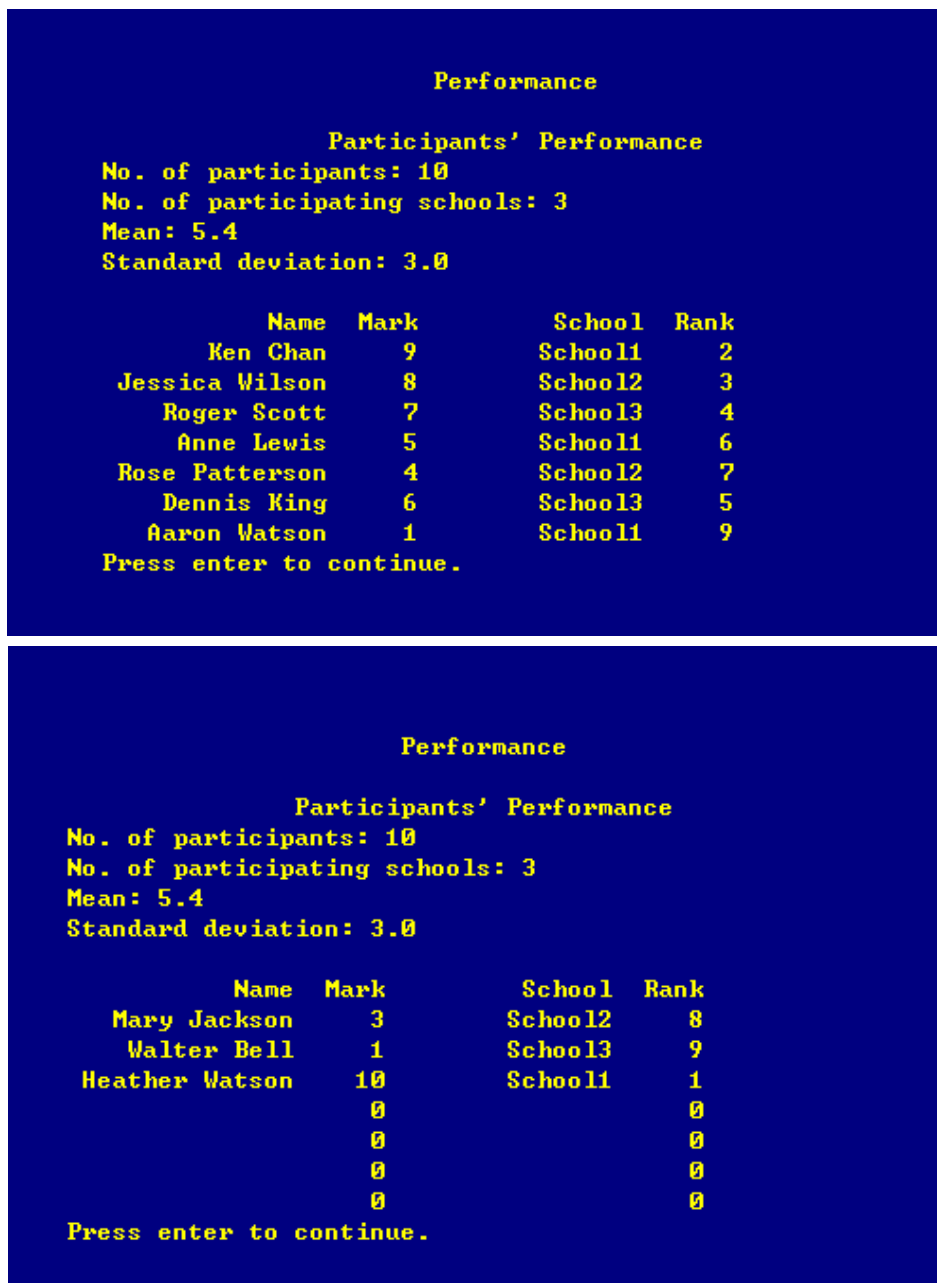 Performance
Participants' Performance
No. of participants: 10
No. of participating schools: 3
Mean: 5.4
Standard deviation: 3.0
Name Mark School Rank
Ken Chan 9 School1 2
Jessica Wilson 8 School2 3
Roger Scott 7 School3 4
Anne Lewis 5 School1 6
Rose Patterson 4 School2 7
Dennis King 6 School3 5
Aaron Watson 1 School1 9
Press enter to continue.
Performance
Participants' Performance
No. of participants: 10
No. of participating schools: 3
Mean: 5.4
Standard deviation: 3.0
Name Mark School Rank
Mary Jackson 3 School2 8
Walter Bell 1 School3 9
Heather Watson 10 School1 1
0 0
0 0
0 0
0 0
Press enter to continue.